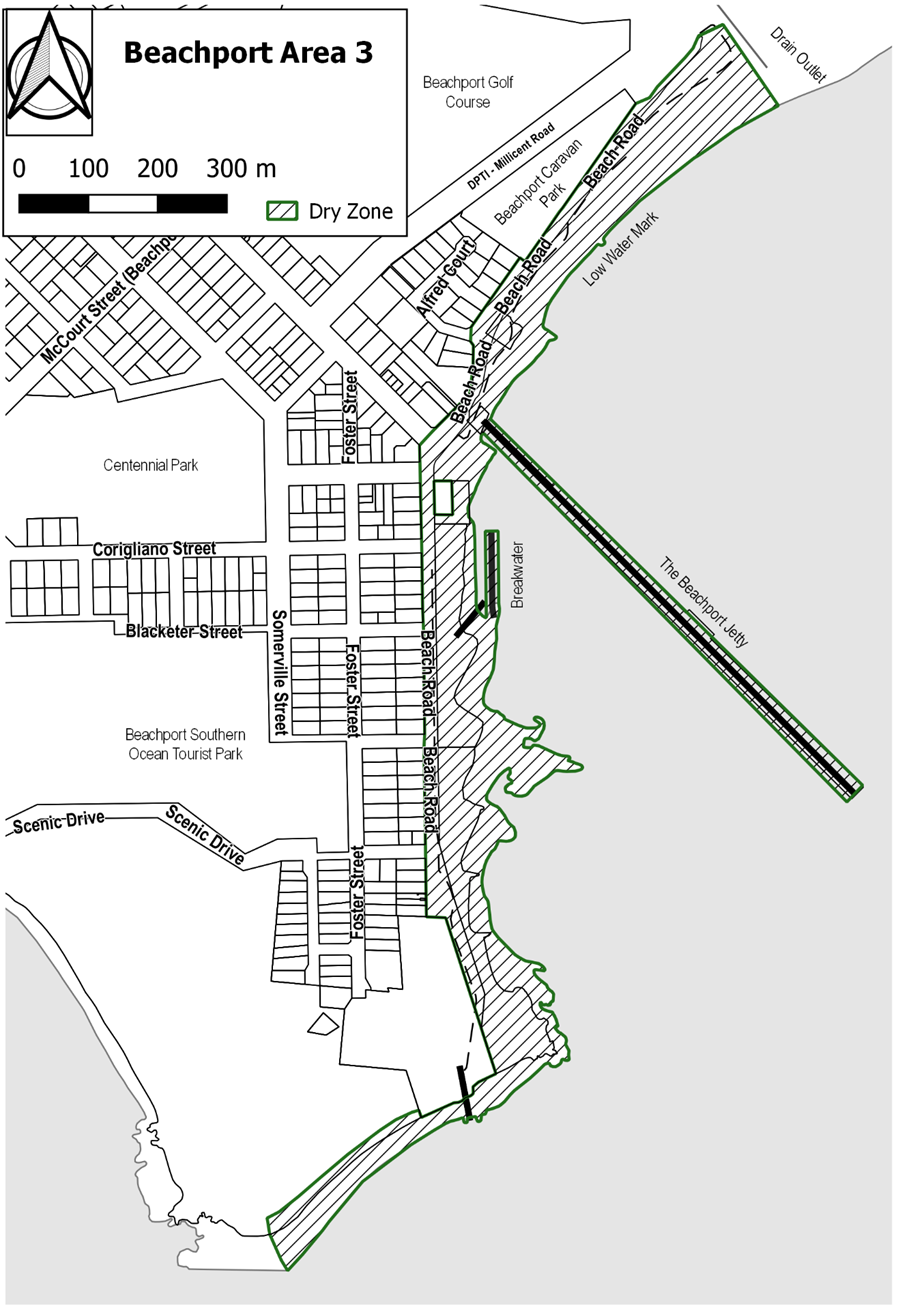 Beachport Area 3
0 100 200 300 m
Dry Zone
Drain Outlet
Beachport Golf
Course
DPTI - Millicent Road
Beachport Caravan
Park
Beach Road
Low Water Mark
Alfred Court
Beach Road
McCourt Street (Beachpo
Beach Road
Foster Street
Centennial Park
Corigliano Street
Breakwater
The Beachport Jetty
Blacketer Street
Somerville Street
Foster Street
Beach Road
Beachport Southern
Ocean Tourist Park
Beach Road
Scenic Drive
Scenic Drive
Foster Street